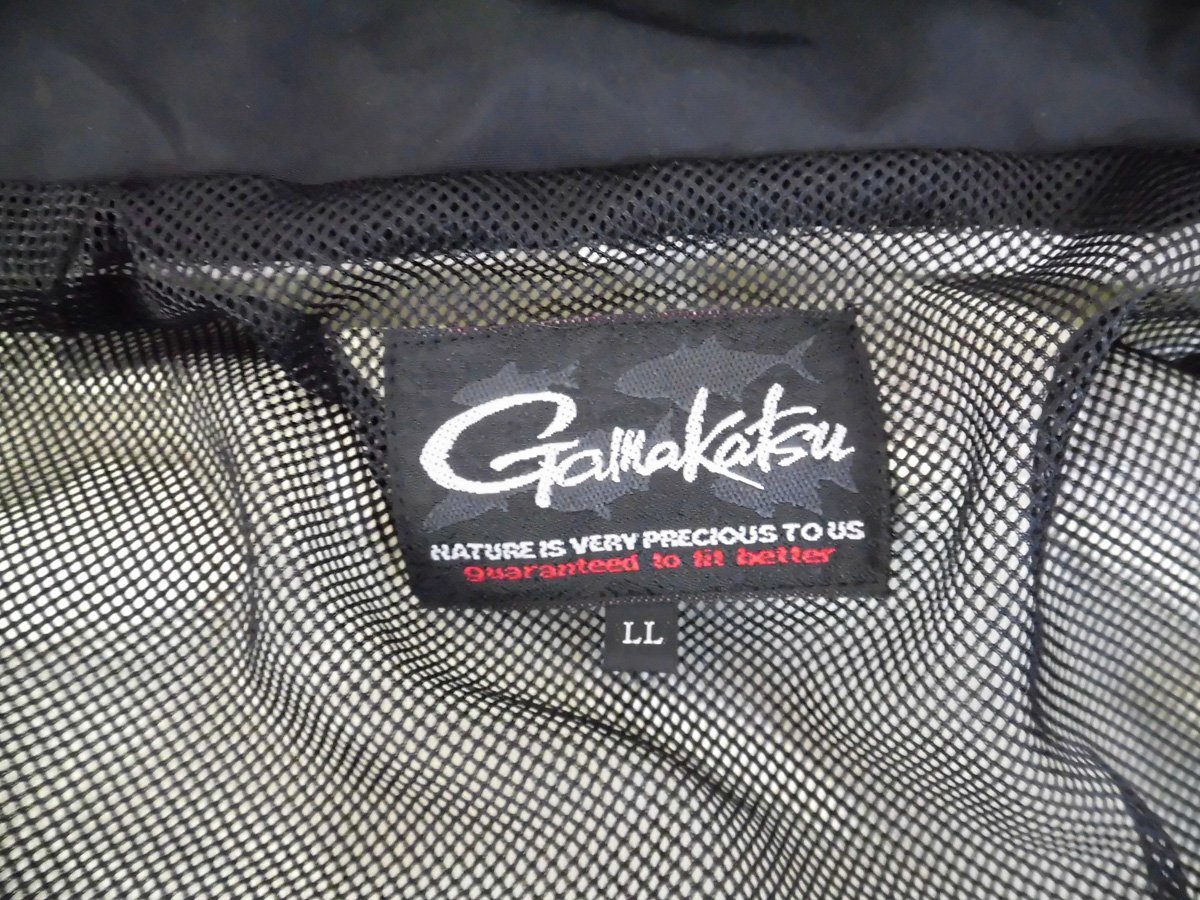 Gamakatsu
NATURE IS VERY PRECIOUS TO US
guaranteed to fit better
LL